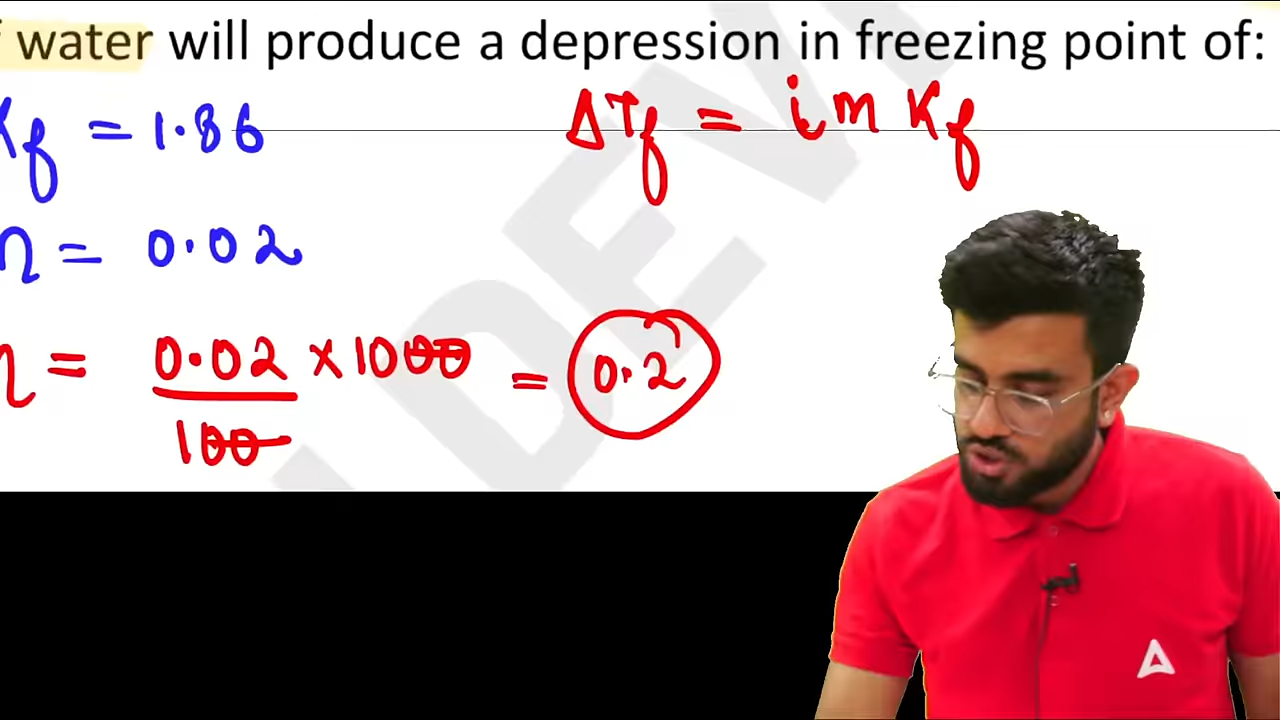 water will produce a depression in freezing point of:
Kf = 1.86
ΔTf = i m Kf
= 0.02
= 0.02 × 1000 = 0.2
100